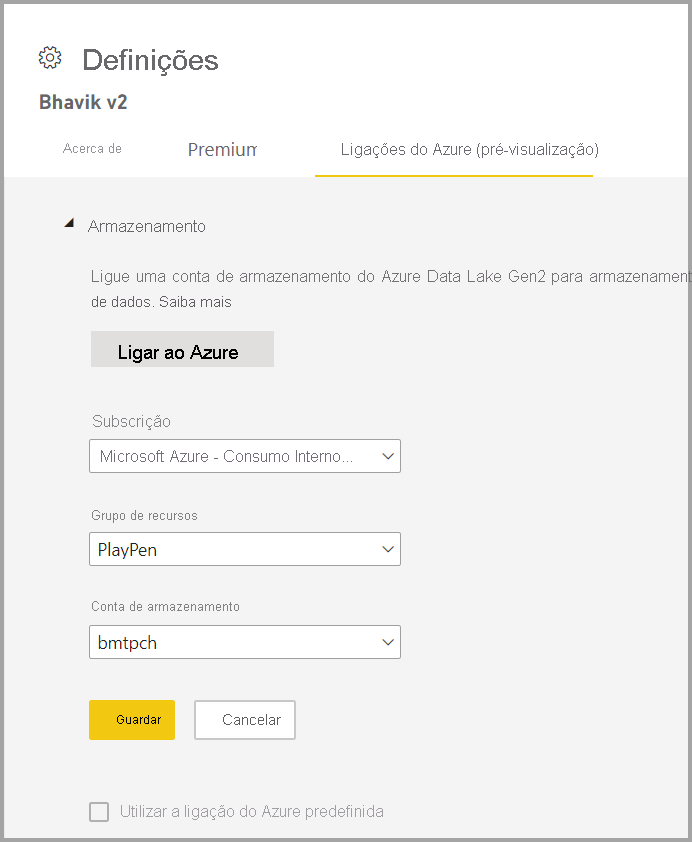 Definições
Bhavik v2
Acerca de Premium Ligações do Azure (pré-visualização)
Armazenamento
Ligue uma conta de armazenamento do Azure Data Lake Gen2 para armazenament
de dados. Saiba mais
Ligar ao Azure
Subscrição
Microsoft Azure - Consumo Interno...
Grupo de recursos
PlayPen
Conta de armazenamento
bmtpch
Guardar Cancelar
Utilizar a ligação do Azure predefinida